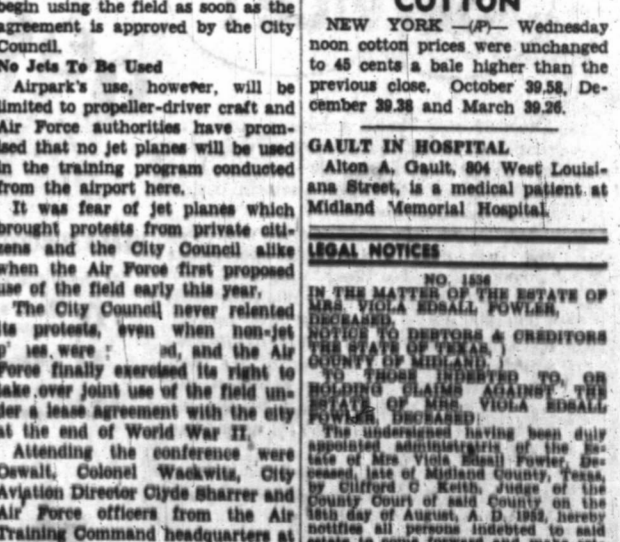 begin using the field as soon as the
agreement is approved by the City
Council.
No Jets To Be Used
Airpark's use, however, will be
limited to propeller-driver craft and
Air Force authorities have prom-
ised that no jet planes will be used
in the training program conducted
from the airport here.
It was fear of jet planes which
brought protests from private citi-
zens and the City Council alike
when the Air Force first proposed
use of the field early this year.
The City Council never relented
its protests, even when non-jet
were and the Air
Force finally exercised its right to
take over joint use of the field un-
der a lease agreement with the city
at the end of World War II.
Attending the conference were
Oswalt, Colonel Wackwitz, City
Aviation Director Clyde Sharrer and
Air Force officers from the Air
Training Command headquarters at
COTTON
NEW YORK —(AP)— Wednesday
noon cotton prices were unchanged
to 45 cents a bale higher than the
previous close. October 39.58, De-
cember 39.38 and March 39.26.
GAULT IN HOSPITAL
Alton A. Gault, 804 West Louisi-
ana Street, is a medical patient at
Midland Memorial Hospital.
LEGAL NOTICES
NO. 1536
IN THE MATTER OF THE ESTATE OF
MRS. VIOLA EDSALL FOWLER,
DECEASED.
NOTICE TO DEBTORS & CREDITORS
THE STATE OF TEXAS, )
COUNTY OF MIDLAND. )
TO THOSE INDEBTED TO, OR
HOLDING CLAIMS AGAINST THE
ESTATE OF MRS. VIOLA EDSALL
FOWLER, DECEASED
The undersigned having been duly
appointed administratrix of the Es-
tate of Mrs Viola Edsall Fowler, De-
ceased, late of Midland County, Texas,
by Clifford C Keith, Judge of the
County Court of said County on the
18th day of August, A. D. 1952, hereby
notifies all persons indebted to said
estate to come forward and make